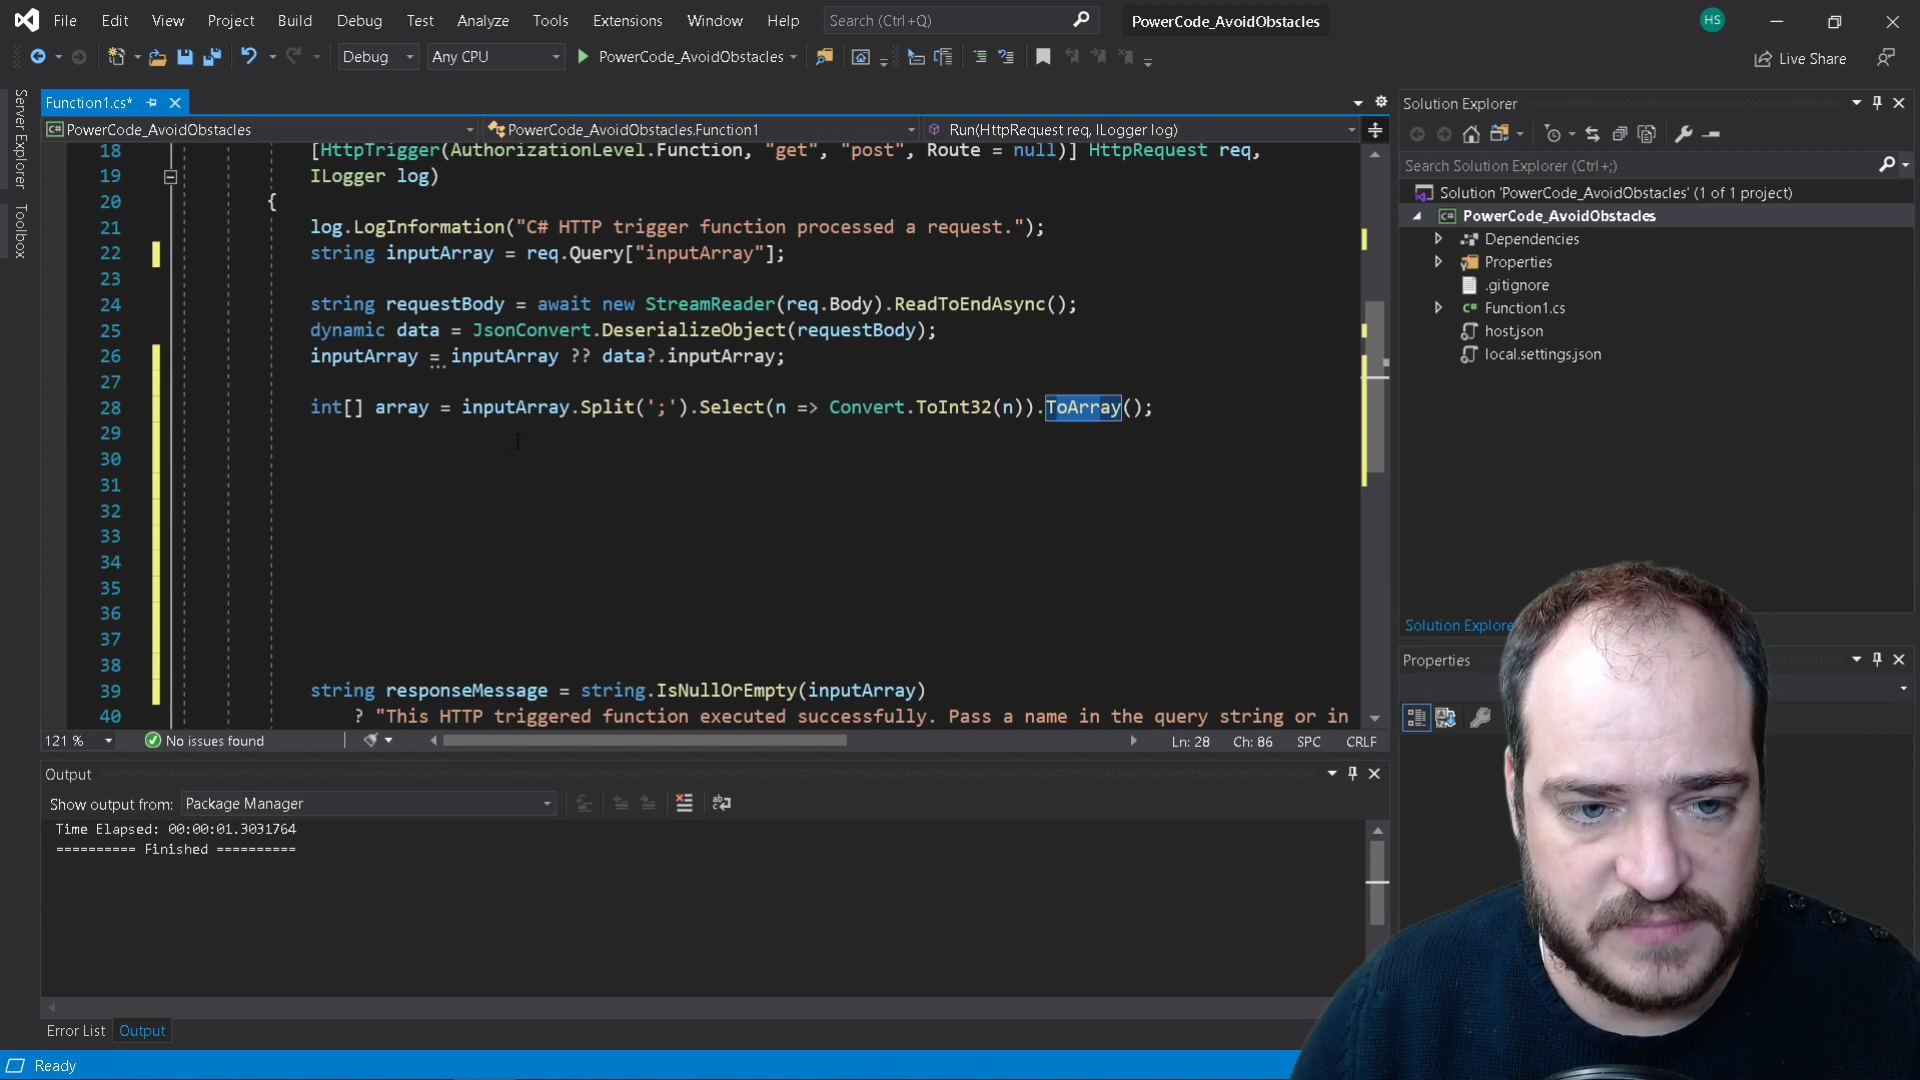 File Edit View Project Build Debug Test Analyze Tools Extensions Window Help Search (Ctrl+Q) PowerCode_AvoidObstacles HS
Debug Any CPU PowerCode_AvoidObstacles Live Share
Server Explorer
Toolbox
Function1.cs*
PowerCode_AvoidObstacles PowerCode_AvoidObstacles.Function1 Run(HttpRequest req, ILogger log)
18 [HttpTrigger(AuthorizationLevel.Function, "get", "post", Route = null)] HttpRequest req,
19 ILogger log)
20 {
21 log.LogInformation("C# HTTP trigger function processed a request.");
22 string inputArray = req.Query["inputArray"];
23
24 string requestBody = await new StreamReader(req.Body).ReadToEndAsync();
25 dynamic data = JsonConvert.DeserializeObject(requestBody);
26 inputArray = inputArray ?? data?.inputArray;
27
28 int[] array = inputArray.Split(';').Select(n => Convert.ToInt32(n)).ToArray();
29
30
31
32
33
34
35
36
37
38
39 string responseMessage = string.IsNullOrEmpty(inputArray)
40 ? "This HTTP triggered function executed successfully. Pass a name in the query string or in
121 % No issues found Ln: 28 Ch: 86 SPC CRLF
Output
Show output from: Package Manager
Time Elapsed: 00:00:01.3031764
========== Finished ==========
Error List Output
Ready
Solution Explorer
Search Solution Explorer (Ctrl+;)
Solution 'PowerCode_AvoidObstacles' (1 of 1 project)
PowerCode_AvoidObstacles
Dependencies
Properties
.gitignore
Function1.cs
host.json
local.settings.json
Solution Explore
Properties